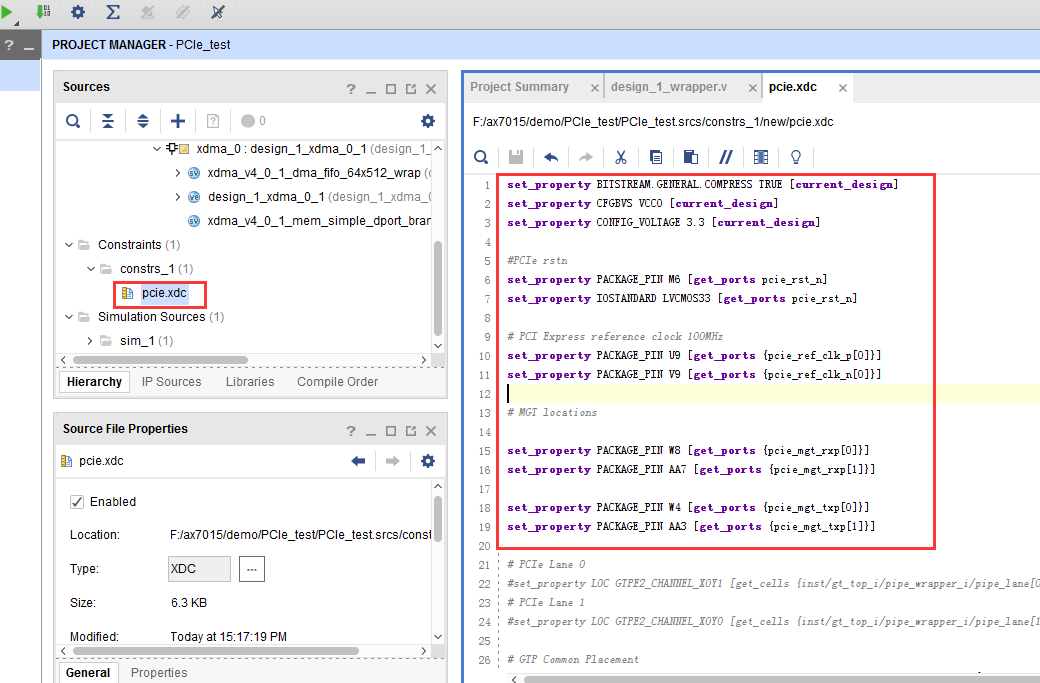 PROJECT MANAGER - PCIe_test
Sources
? _
0
xdma_0 : design_1_xdma_0_1 (design_1_
xdma_v4_0_1_dma_fifo_64x512_wrap (
design_1_xdma_0_1 (design_1_xdma_0
xdma_v4_0_1_mem_simple_dport_bran
Constraints (1)
constrs_1 (1)
pcie.xdc
Simulation Sources (1)
sim_1 (1)
Hierarchy IP Sources Libraries Compile Order
Source File Properties
? _
pcie.xdc
Enabled
Location: F:/ax7015/demo/PCIe_test/PCIe_test.srcs/const
Type: XDC ...
Size: 6.3 KB
Modified: Today at 15:17:19 PM
General Properties
Project Summary × design_1_wrapper.v × pcie.xdc ×
F:/ax7015/demo/PCIe_test/PCIe_test.srcs/constrs_1/new/pcie.xdc
1 set_property BITSTREAM.GENERAL.COMPRESS TRUE [current_design]
2 set_property CFGBVS VCCO [current_design]
3 set_property CONFIG_VOLTAGE 3.3 [current_design]
4
5 #PCIe rstn
6 set_property PACKAGE_PIN M6 [get_ports pcie_rst_n]
7 set_property IOSTANDARD LVCMOS33 [get_ports pcie_rst_n]
8
9 # PCI Express reference clock 100MHz
10 set_property PACKAGE_PIN U9 [get_ports {pcie_ref_clk_p[0]}]
11 set_property PACKAGE_PIN V9 [get_ports {pcie_ref_clk_n[0]}]
12
13 # MGT locations
14
15 set_property PACKAGE_PIN W8 [get_ports {pcie_mgt_rxp[0]}]
16 set_property PACKAGE_PIN AA7 [get_ports {pcie_mgt_rxp[1]}]
17
18 set_property PACKAGE_PIN W4 [get_ports {pcie_mgt_txp[0]}]
19 set_property PACKAGE_PIN AA3 [get_ports {pcie_mgt_txp[1]}]
20
21 # PCIe Lane 0
22 #set_property LOC GTPE2_CHANNEL_X0Y1 [get_cells {inst/gt_top_i/pipe_wrapper_i/pipe_lane[0
23 # PCIe Lane 1
24 #set_property LOC GTPE2_CHANNEL_X0Y0 [get_cells {inst/gt_top_i/pipe_wrapper_i/pipe_lane[1
25
26 # GTP Common Placement